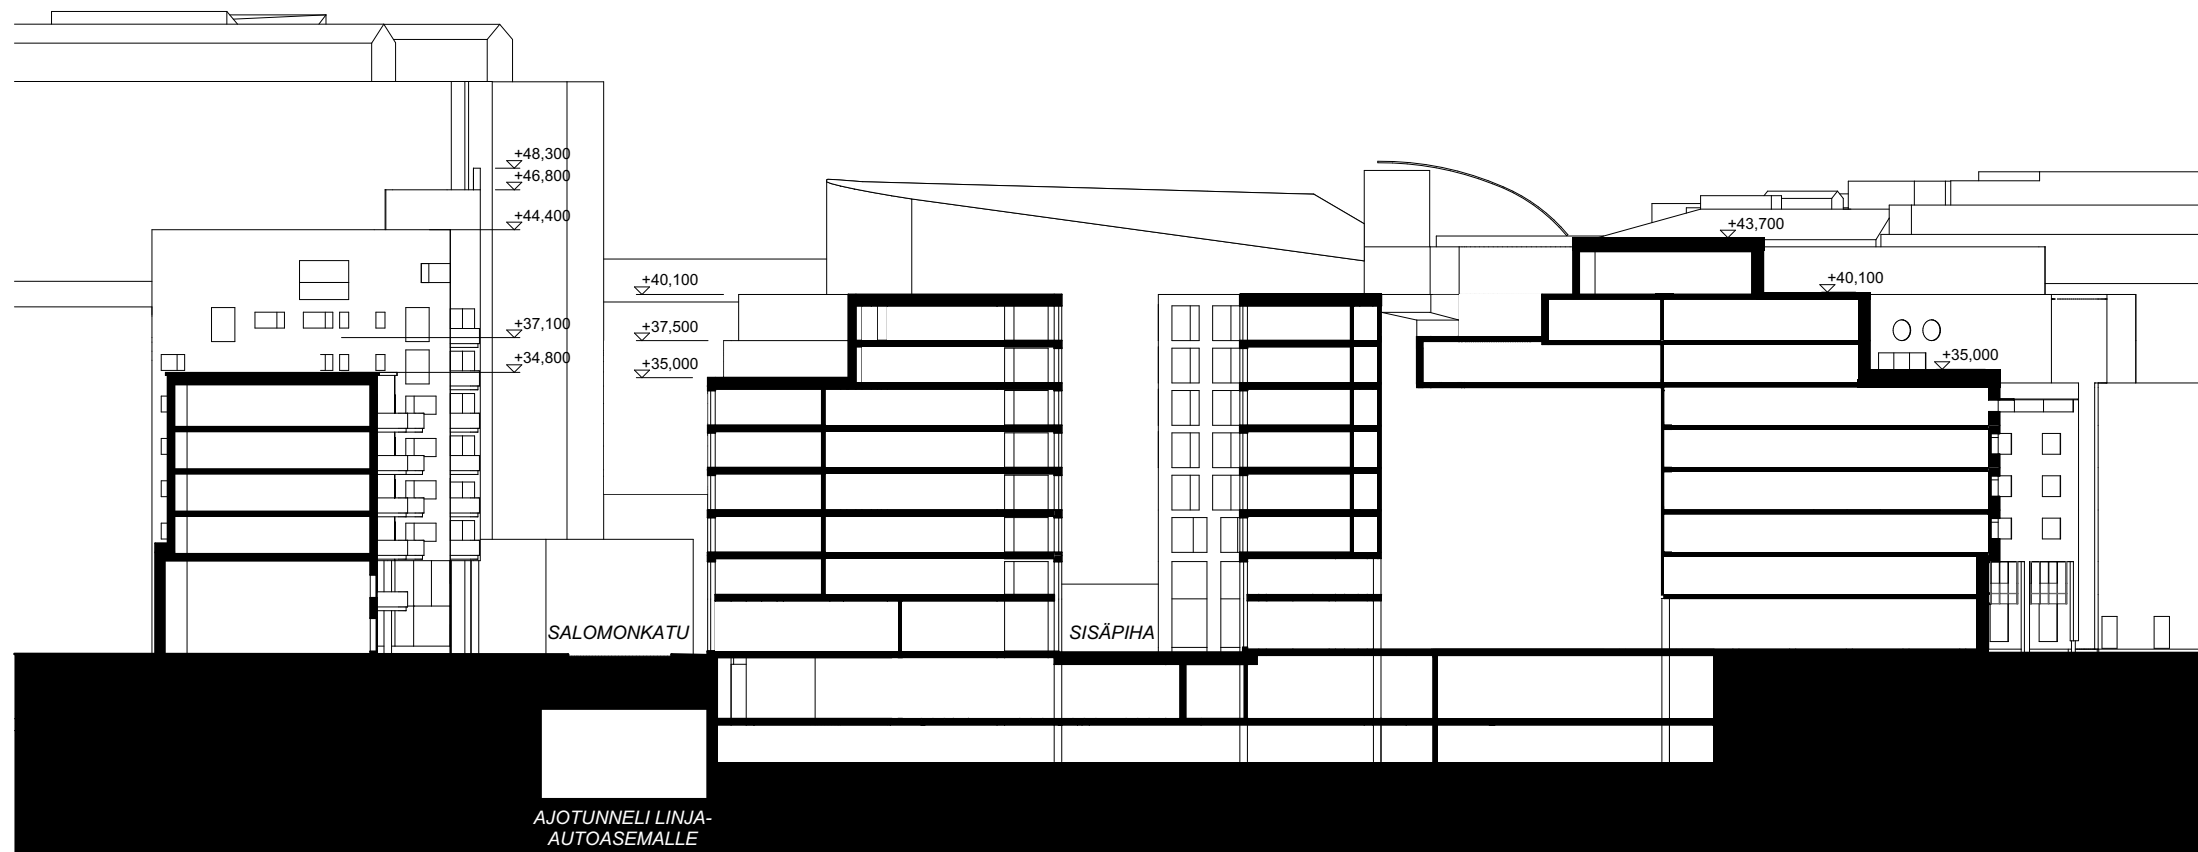 +48,300
+46,800
+44,400
+43,700
+40,100
+40,100
+37,100
+37,500
+34,800
+35,000
+35,000
SALOMONKATU
SISÄPIHA
AJOTUNNELI LINJA-
AUTOASEMALLE